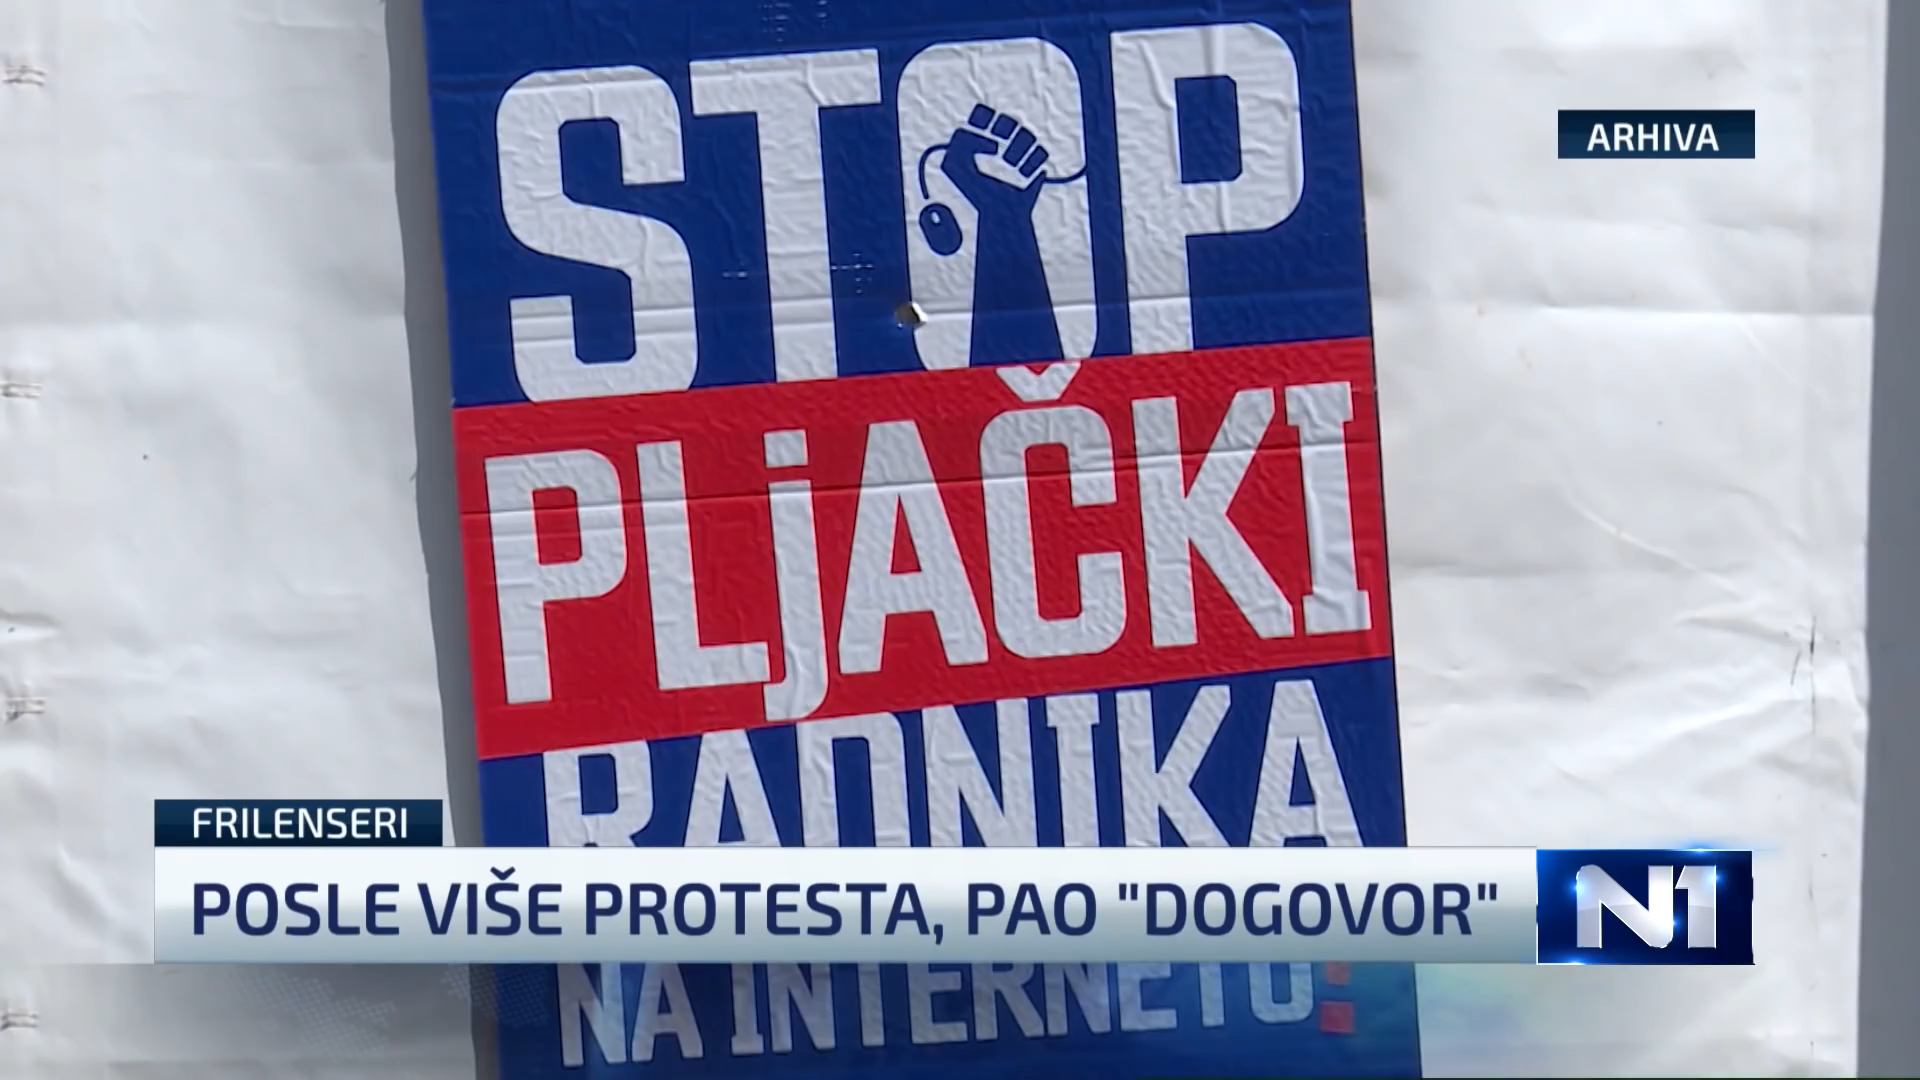 STOP
PLjAČKI
RADNIKA
NA INTERNETU!
ARHIVA
FRILENSERI
POSLE VIŠE PROTESTA, PAO "DOGOVOR"
N1